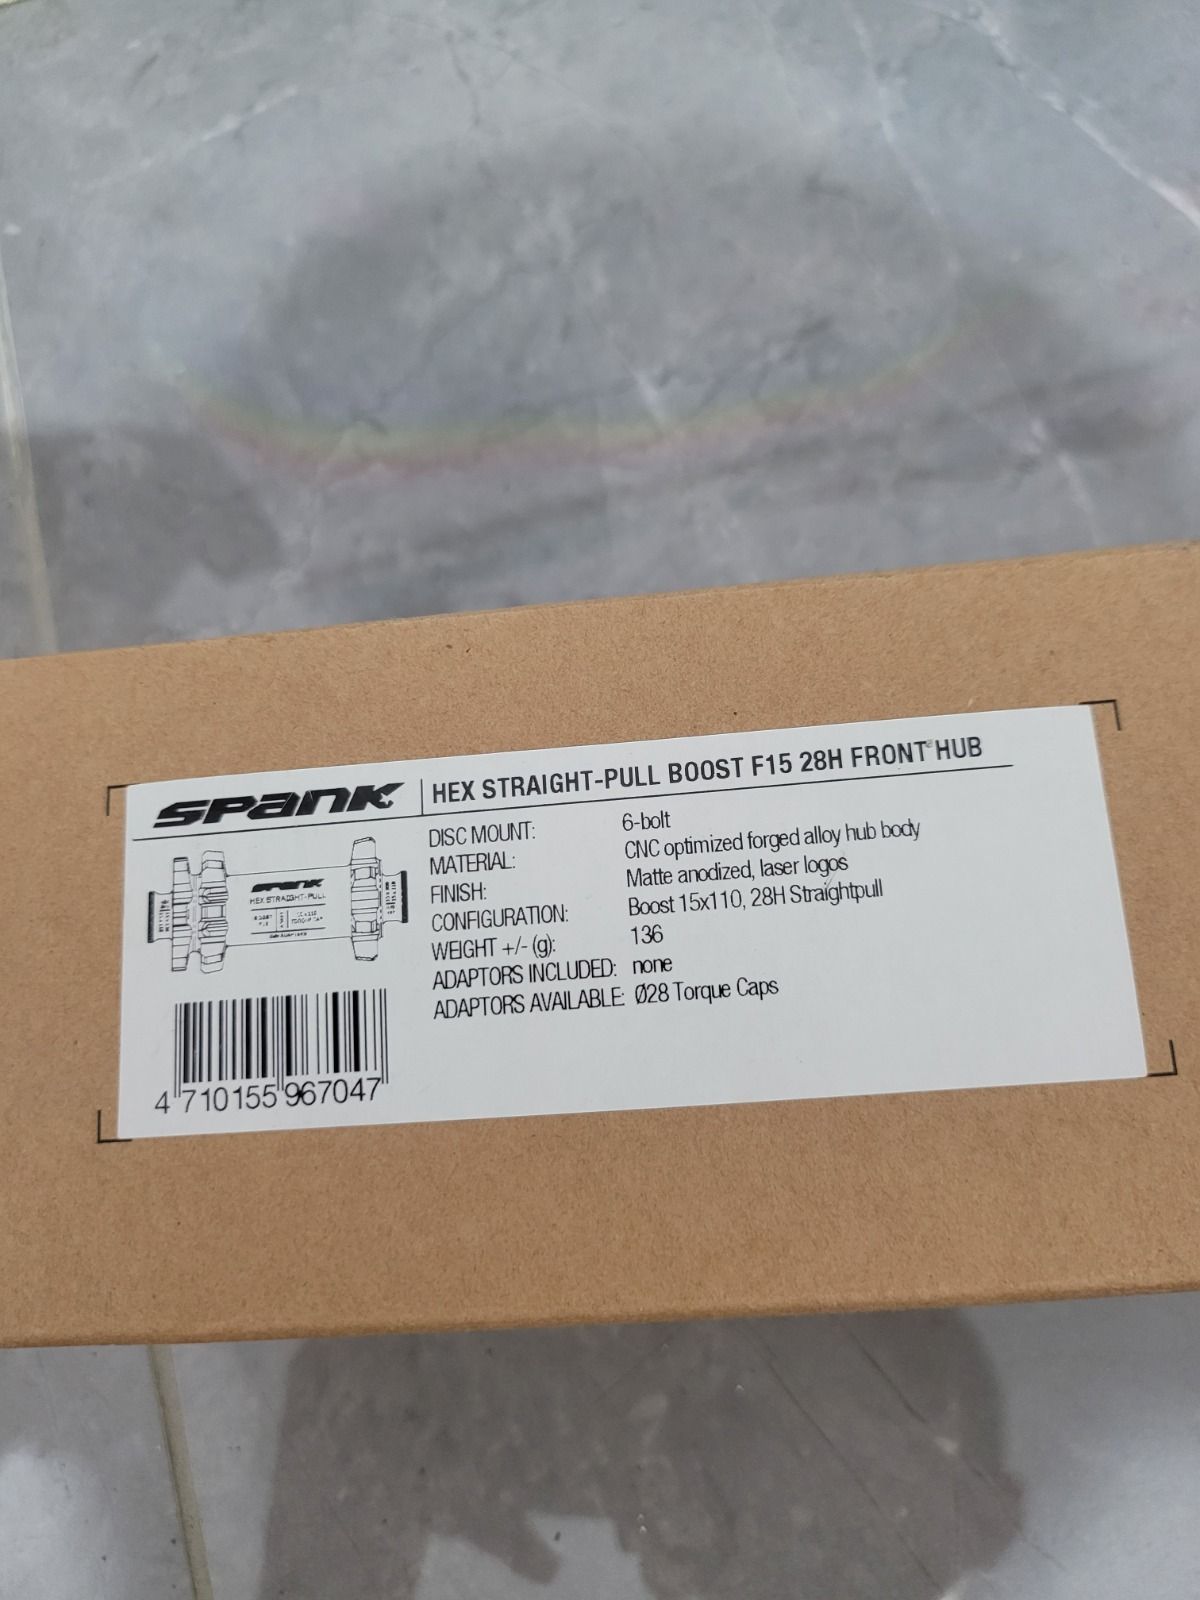 SPANK
HEX STRAIGHT-PULL BOOST F15 28H FRONT HUB
DISC MOUNT: 6-bolt
MATERIAL: CNC optimized forged alloy hub body
FINISH: Matte anodized, laser logos
CONFIGURATION: Boost 15x110, 28H Straightpull
WEIGHT +/- (g): 136
ADAPTORS INCLUDED: none
ADAPTORS AVAILABLE: Ø28 Torque Caps
SPANK
HEX STRAIGHT-PULL
4 710155 967047